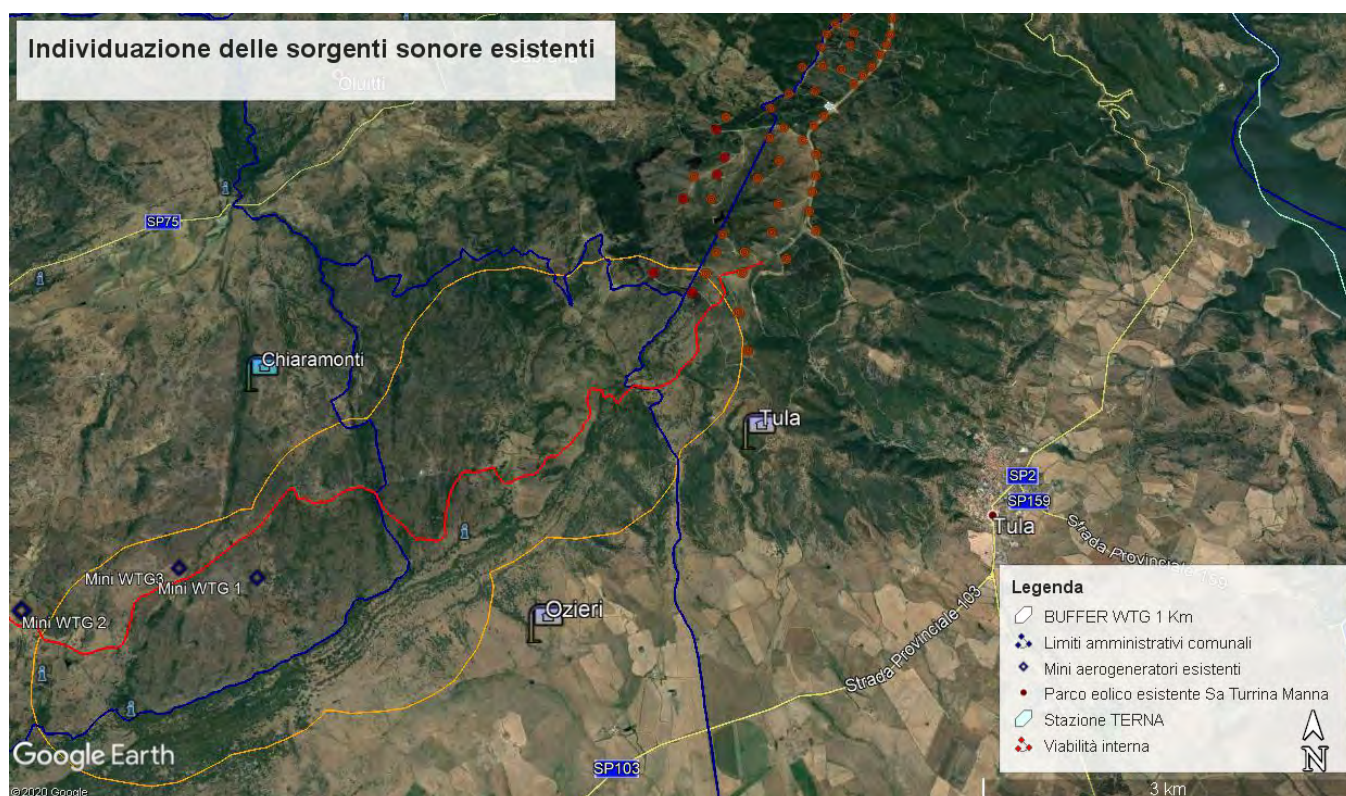 Individuazione delle sorgenti sonore esistenti
SP75
Chiaramonti
Tula
SP2
SP159
Tula
Strada Provinciale 159
Mini WTG3
Mini WTG 1
Mini WTG 2
Ozieri
Strada Provinciale 103
SP103
Legenda
BUFFER WTG 1 Km
Limiti amministrativi comunali
Mini aerogeneratori esistenti
Parco eolico esistente Sa Turrina Manna
Stazione TERNA
Viabilità interna
N
3 km
Google Earth
©2020 Google